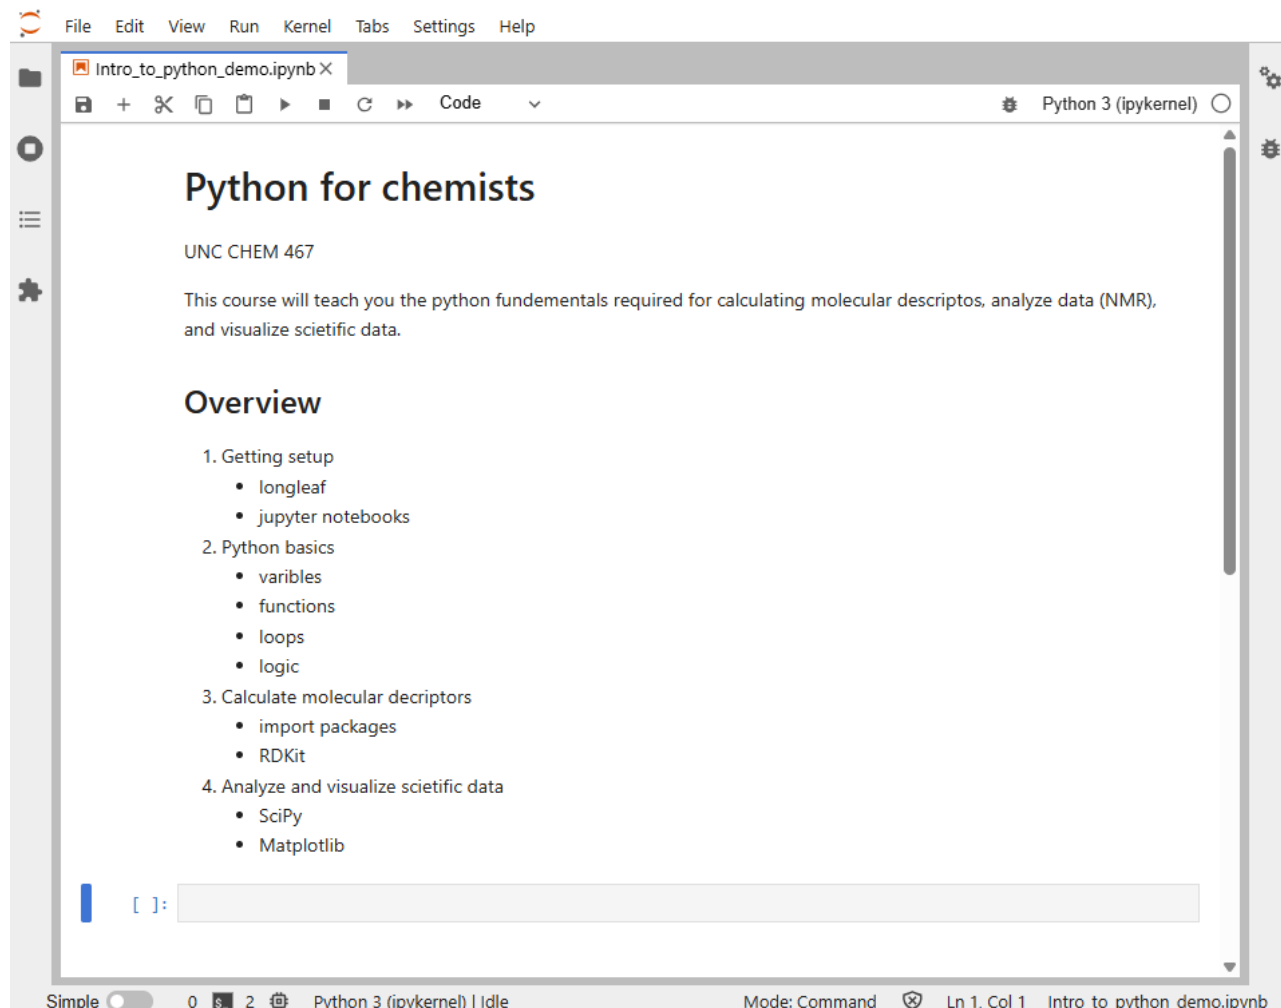 File Edit View Run Kernel Tabs Settings Help
Intro_to_python_demo.ipynb
Code Python 3 (ipykernel)
Python for chemists
UNC CHEM 467
This course will teach you the python fundementals required for calculating molecular descriptos, analyze data (NMR),
and visualize scietific data.
Overview
1. Getting setup
• longleaf
• jupyter notebooks
2. Python basics
• varibles
• functions
• loops
• logic
3. Calculate molecular decriptors
• import packages
• RDKit
4. Analyze and visualize scietific data
• SciPy
• Matplotlib
[ ]:
Simple 0 $_ 2 Python 3 (ipykernel) | Idle Mode: Command Ln 1, Col 1 Intro_to_python_demo.ipynb